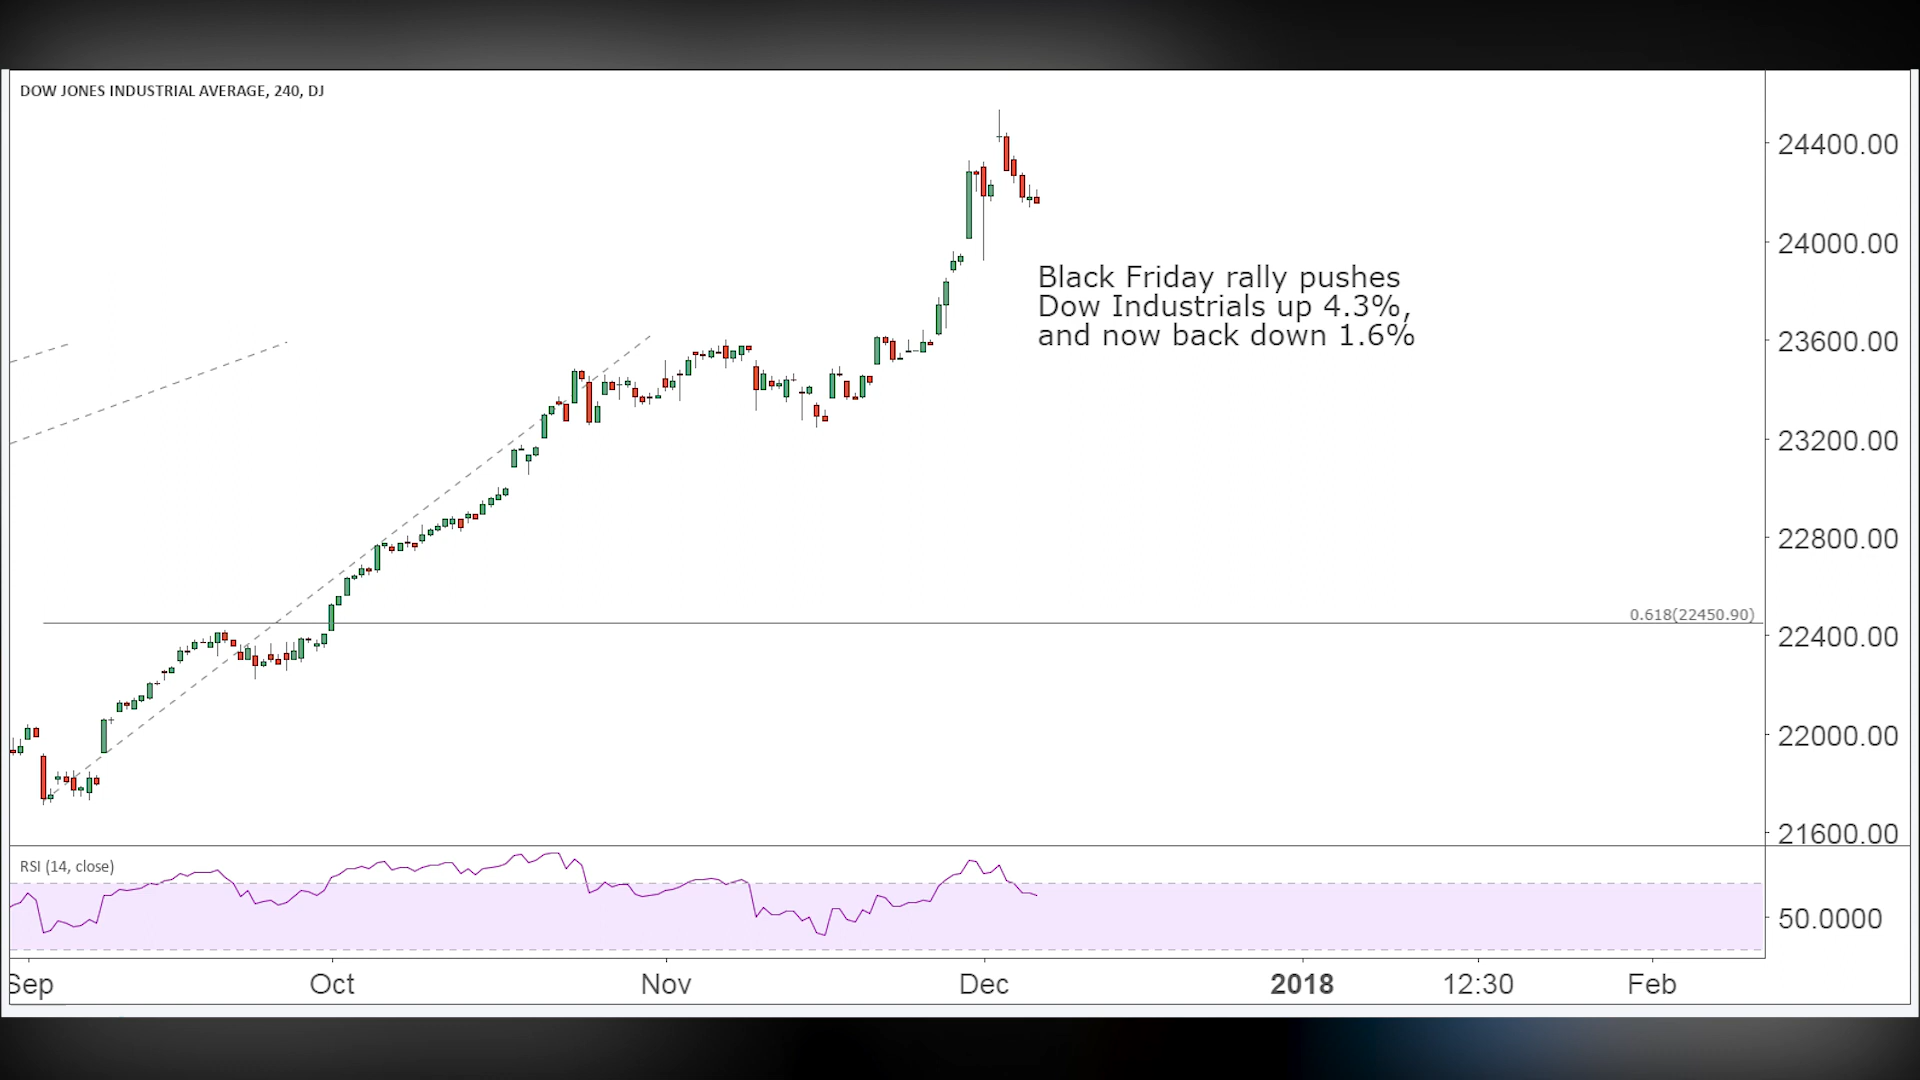 DOW JONES INDUSTRIAL AVERAGE, 240, DJ
24400.00
24000.00
Black Friday rally pushes
Dow Industrials up 4.3%,
and now back down 1.6%
23600.00
23200.00
22800.00
0.618(22450.90)
22400.00
22000.00
21600.00
RSI (14, close)
50.0000
Sep Oct Nov Dec 2018 12:30 Feb